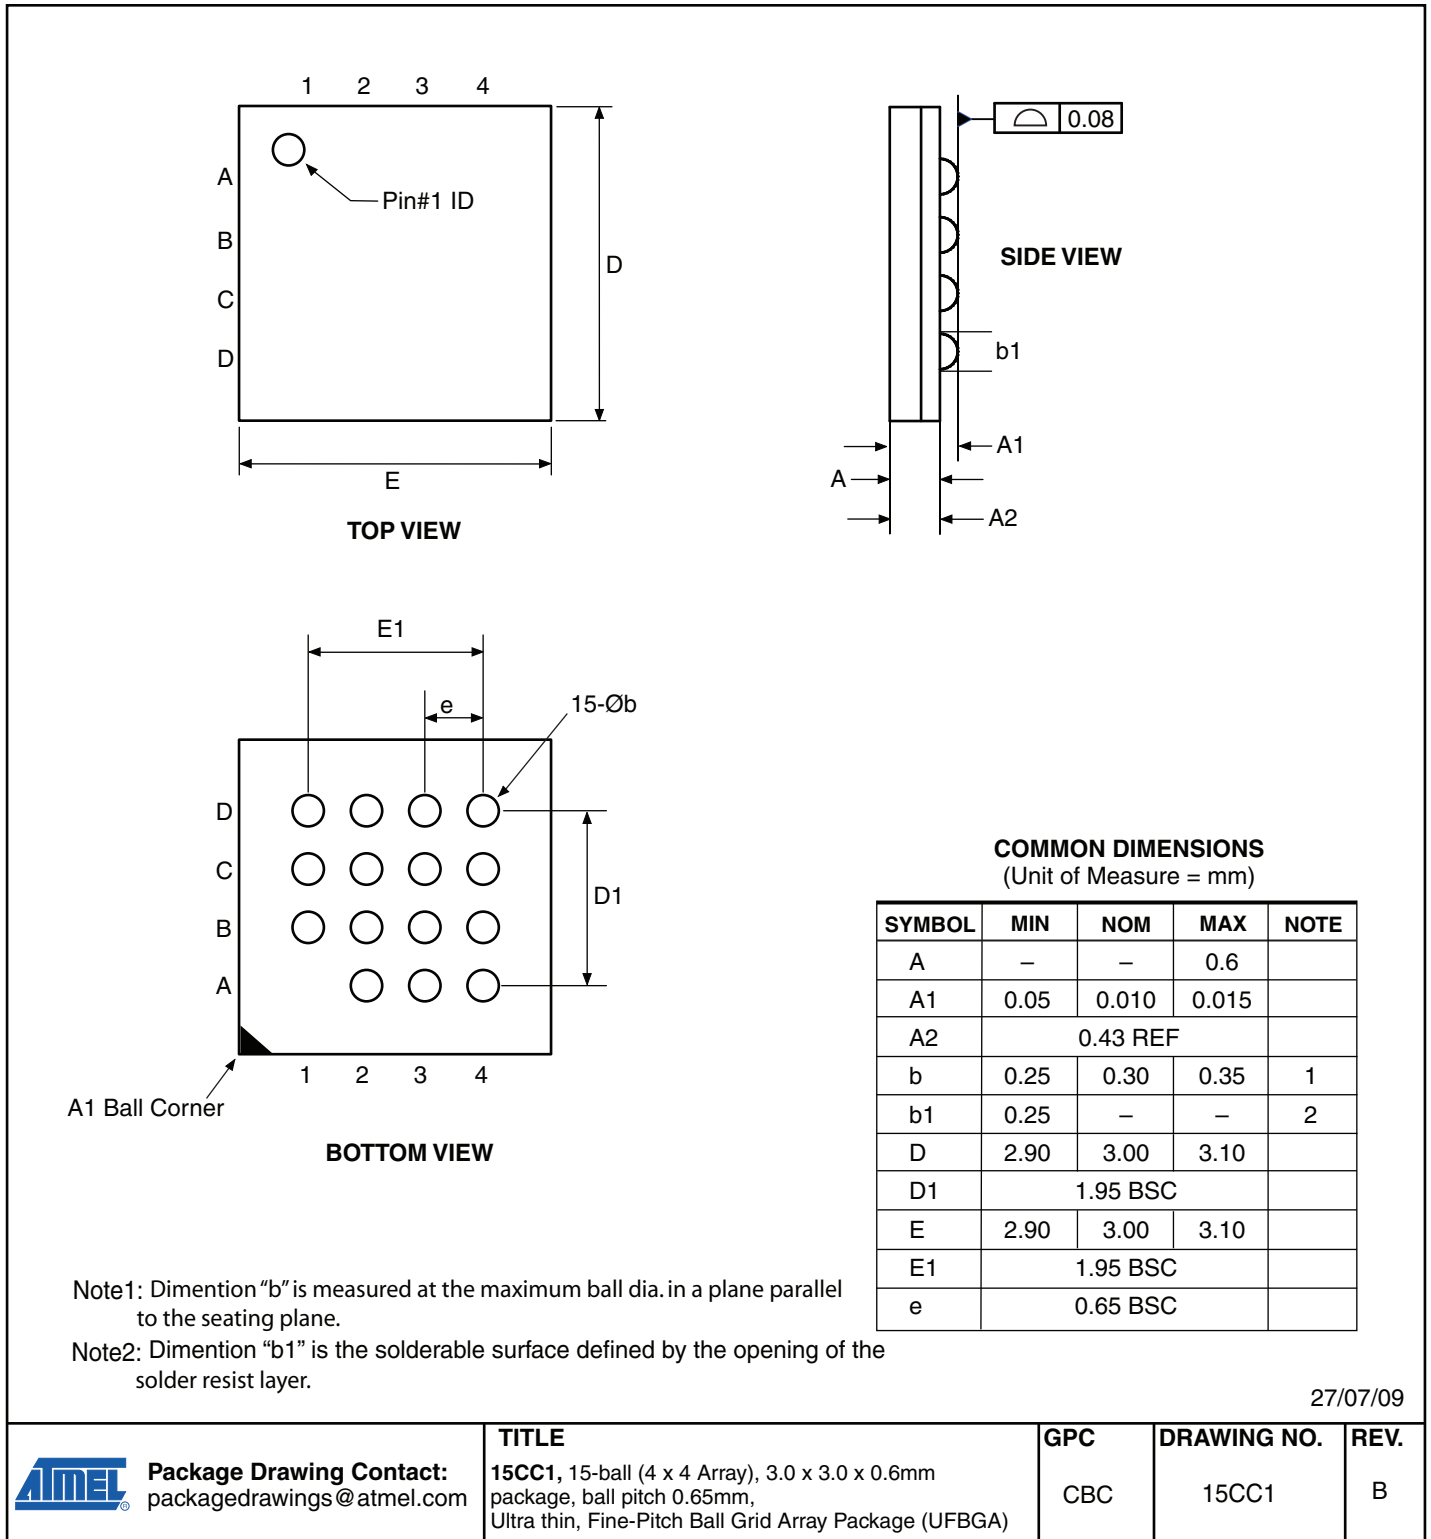 1 2 3 4
A
Pin#1 ID
B
D
C
D
E
TOP VIEW
0.08
SIDE VIEW
b1
A1
A
A2
E1
e
15-Øb
D
C
D1
B
A
1 2 3 4
A1 Ball Corner
BOTTOM VIEW
COMMON DIMENSIONS
(Unit of Measure = mm)
SYMBOL MIN NOM MAX NOTE
A – – 0.6
A1 0.05 0.010 0.015
A2 0.43 REF
b 0.25 0.30 0.35 1
b1 0.25 – – 2
D 2.90 3.00 3.10
D1 1.95 BSC
E 2.90 3.00 3.10
E1 1.95 BSC
e 0.65 BSC
Note1: Dimention “b” is measured at the maximum ball dia. in a plane parallel
to the seating plane.
Note2: Dimention “b1” is the solderable surface defined by the opening of the
solder resist layer.
27/07/09
ATMEL ®
Package Drawing Contact:
packagedrawings@atmel.com
TITLE
15CC1, 15-ball (4 x 4 Array), 3.0 x 3.0 x 0.6mm
package, ball pitch 0.65mm,
Ultra thin, Fine-Pitch Ball Grid Array Package (UFBGA)
GPC
CBC
DRAWING NO.
15CC1
REV.
B